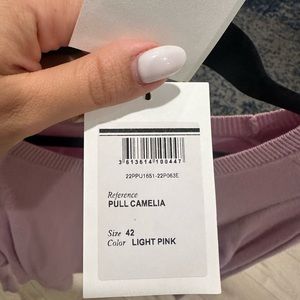 3613614100447
22PPU1651-22P063E
Reference
PULL CAMELIA
Size 42
Color LIGHT PINK